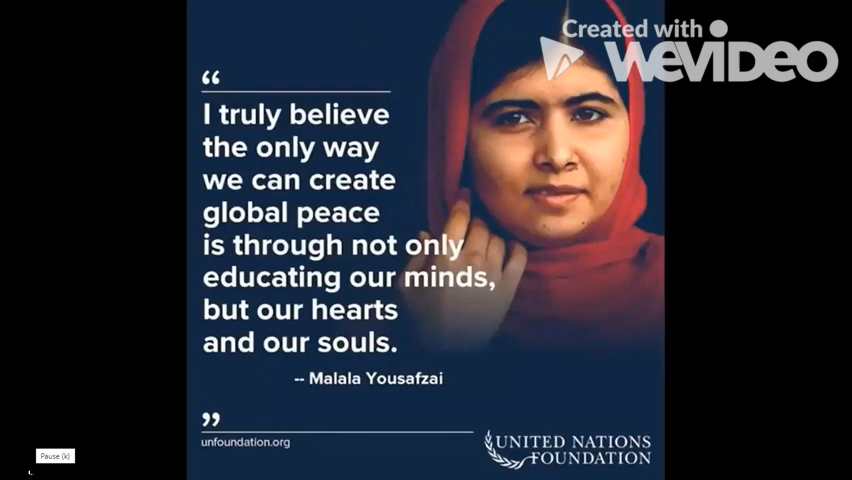 Created with
WEVIDEO
“
I truly believe
the only way
we can create
global peace
is through not only
educating our minds,
but our hearts
and our souls.
-- Malala Yousafzai
”
unfoundation.org
UNITED NATIONS
FOUNDATION
Pause (k)